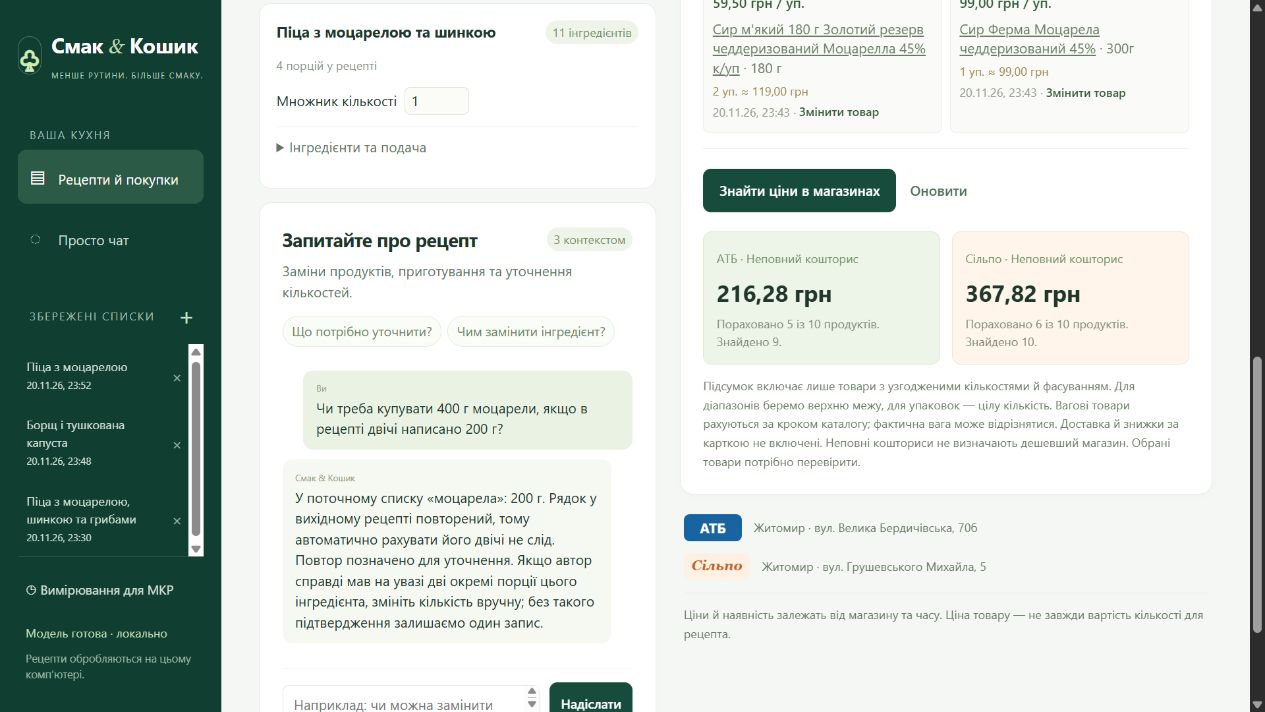 Смак & Кошик
МЕНШЕ РУТИНИ. БІЛЬШЕ СМАКУ.
ВАША КУХНЯ
Рецепти й покупки
Просто чат
ЗБЕРЕЖЕНІ СПИСКИ +
Піца з моцарелою
20.11.26, 23:52
×
Борщ і тушкована
капуста
20.11.26, 23:48
×
Піца з моцарелою,
шинкою та грибами
20.11.26, 23:30
×
Вимірювання для МКР
Модель готова · локально
Рецепти обробляються на цьому
комп'ютері.
Піца з моцарелою та шинкою
11 інгредієнтів
4 порцій у рецепті
Множник кількості 1
▶ Інгредієнти та подача
Запитайте про рецепт
З контекстом
Заміни продуктів, приготування та уточнення
кількостей.
Що потрібно уточнити?
Чим замінити інгредієнт?
Ви
Чи треба купувати 400 г моцарели, якщо в
рецепті двічі написано 200 г?
Смак & Кошик
У поточному списку «моцарела»: 200 г. Рядок у
вихідному рецепті повторений, тому
автоматично рахувати його двічі не слід.
Повтор позначено для уточнення. Якщо автор
справді мав на увазі дві окремі порції цього
інгредієнта, змініть кількість вручну; без такого
підтвердження залишаємо один запис.
Наприклад: чи можна замінити
Надіслати
59,50 грн / уп.
Сир м'який 180 г Золотий резерв
чеддеризований Моцарелла 45%
к/уп · 180 г
2 уп. ≈ 119,00 грн
20.11.26, 23:43 · Змінити товар
99,00 грн / уп.
Сир Ферма Моцарела
чеддеризований 45% · 300г
1 уп. ≈ 99,00 грн
20.11.26, 23:43 · Змінити товар
Знайти ціни в магазинах
Оновити
АТБ · Неповний кошторис
216,28 грн
Пораховано 5 із 10 продуктів.
Знайдено 9.
Сільпо · Неповний кошторис
367,82 грн
Пораховано 6 із 10 продуктів.
Знайдено 10.
Підсумок включає лише товари з узгодженими кількостями й фасуванням. Для
діапазонів беремо верхню межу, для упаковок — цілу кількість. Вагові товари
рахуються за кроком каталогу; фактична вага може відрізнятися. Доставка й знижки за
карткою не включені. Неповні кошториси не визначають дешевший магазин. Обрані
товари потрібно перевірити.
АТБ
Житомир · вул. Велика Бердичівська, 70б
Сільпо
Житомир · вул. Грушевського Михайла, 5
Ціни й наявність залежать від магазину та часу. Ціна товару — не завжди вартість кількості для
рецепта.